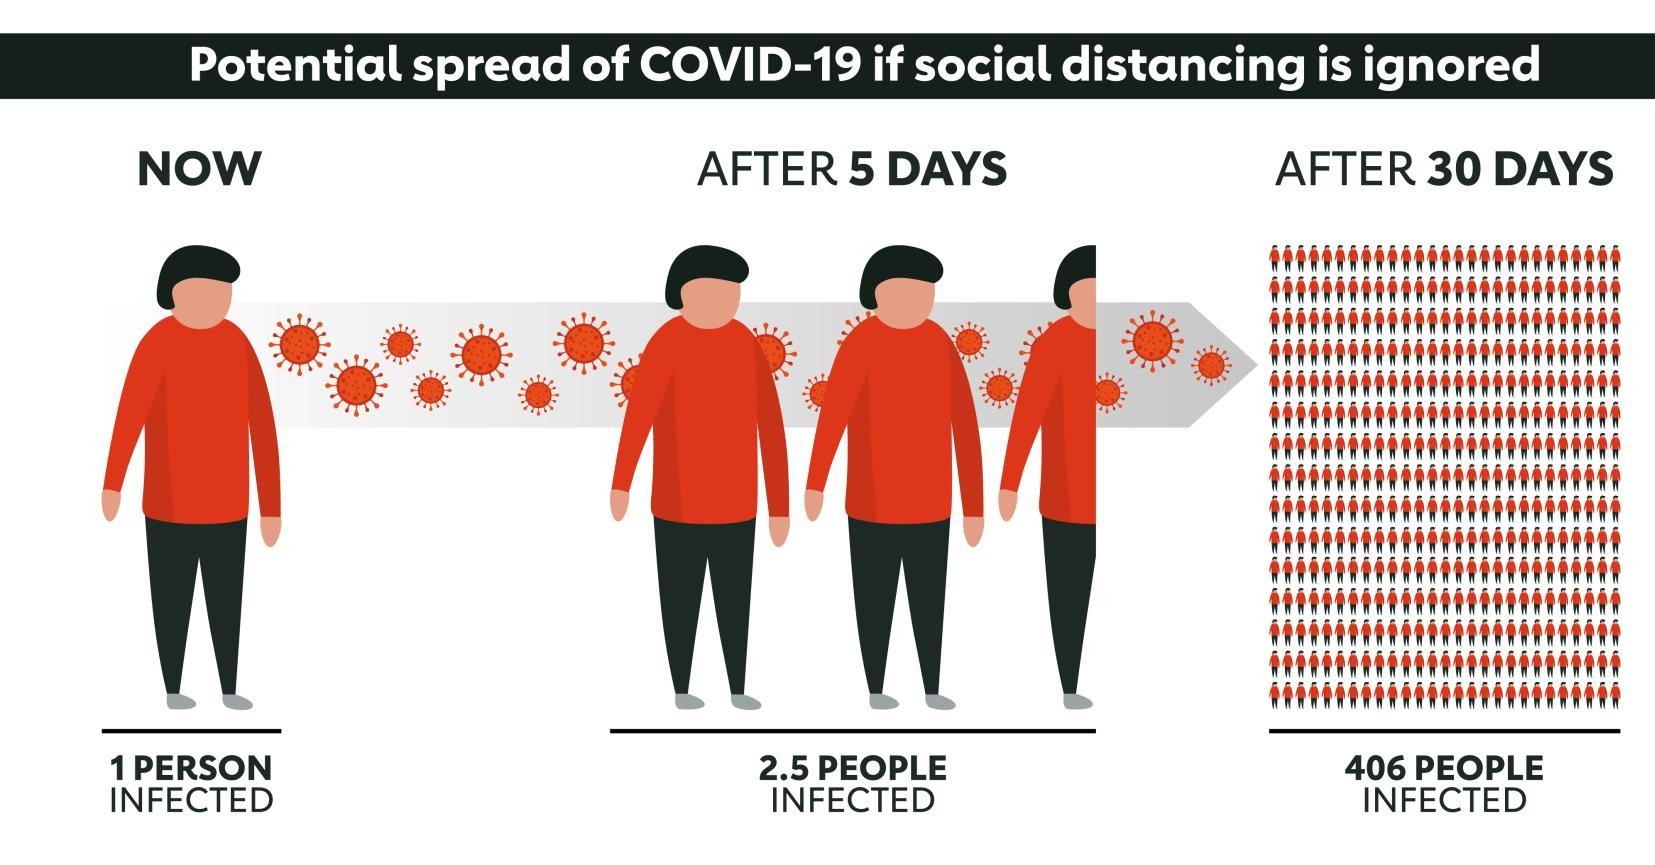 Potential spread of COVID-19 if social distancing is ignored
NOW
AFTER 5 DAYS
AFTER 30 DAYS
1 PERSON
INFECTED
2.5 PEOPLE
INFECTED
406 PEOPLE
INFECTED